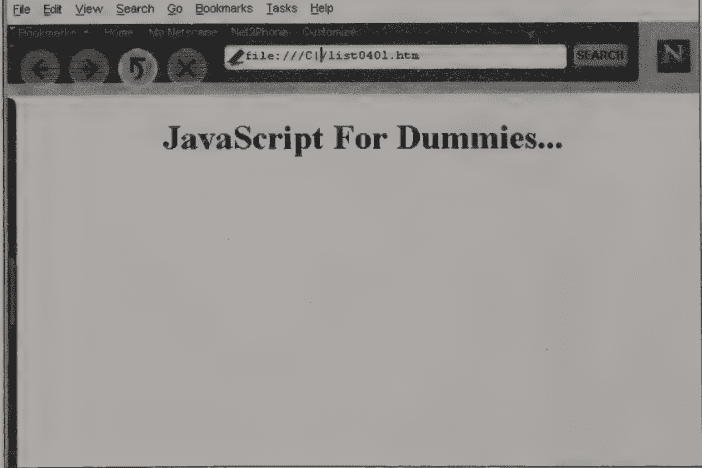 File Edit View Search Go Bookmarks Tasks Help
Bookmarks Home My Netscape Net2Phone Customize
file:///C|/list0401.htm SEARCH N
JavaScript For Dummies...